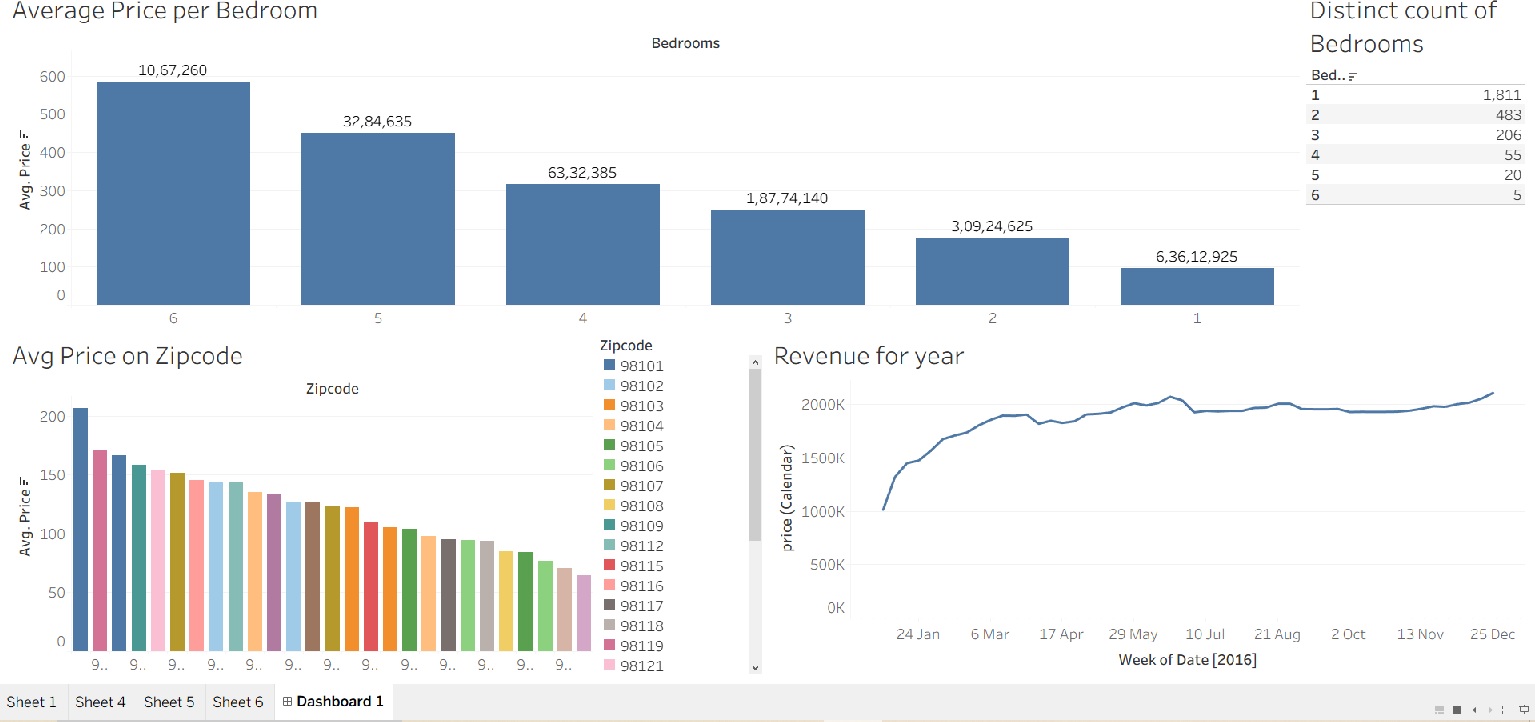 Average Price per Bedroom
Bedrooms
Avg. Price
600
500
400
300
200
100
0
10,67,260
32,84,635
63,32,385
1,87,74,140
3,09,24,625
6,36,12,925
6 5 4 3 2 1
Distinct count of
Bedrooms
Bed..
1 1,811
2 483
3 206
4 55
5 20
6 5
Avg Price on Zipcode
Zipcode
Avg. Price
200
150
100
50
0
9.. 9.. 9.. 9.. 9.. 9.. 9.. 9.. 9.. 9.. 9.. 9.. 9..
Zipcode
98101
98102
98103
98104
98105
98106
98107
98108
98109
98112
98115
98116
98117
98118
98119
98121
Revenue for year
price (Calendar)
2000K
1500K
1000K
500K
0K
24 Jan 6 Mar 17 Apr 29 May 10 Jul 21 Aug 2 Oct 13 Nov 25 Dec
Week of Date [2016]
Sheet 1 Sheet 4 Sheet 5 Sheet 6 Dashboard 1